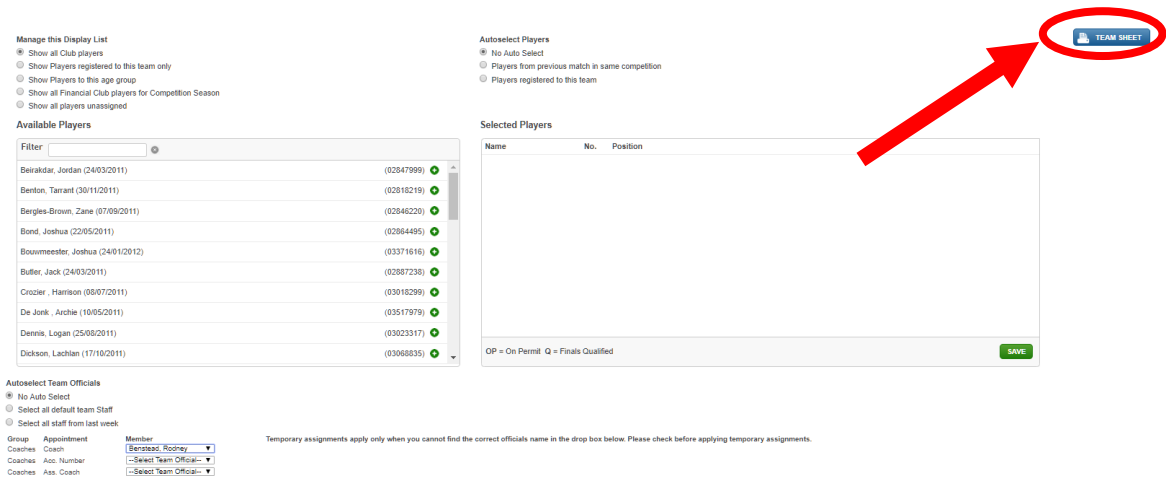 Manage this Display List
Show all Club players
Show Players registered to this team only
Show Players to this age group
Show all Financial Club players for Competition Season
Show all players unassigned
Autoselect Players
No Auto Select
Players from previous match in same competition
Players registered to this team
TEAM SHEET
Available Players
Filter
Beirakdar, Jordan (24/03/2011) (02847999)
Benton, Tarrant (30/11/2011) (02818219)
Bergles-Brown, Zane (07/09/2011) (02846220)
Bond, Joshua (22/05/2011) (02864495)
Bouwmeester, Joshua (24/01/2012) (03371616)
Butler, Jack (24/03/2011) (02887238)
Crozier , Harrison (08/07/2011) (03018299)
De Jonk , Archie (10/05/2011) (03517979)
Dennis, Logan (25/08/2011) (03023317)
Dickson, Lachlan (17/10/2011) (03068835)
Selected Players
Name No. Position
OP = On Permit Q = Finals Qualified SAVE
Autoselect Team Officials
No Auto Select
Select all default team Staff
Select all staff from last week
Group Appointment Member Temporary assignments apply only when you cannot find the correct officials name in the drop box below. Please check before applying temporary assignments.
Coaches Coach Benstead, Rodney
Coaches Acc. Number --Select Team Official--
Coaches Ass. Coach --Select Team Official--